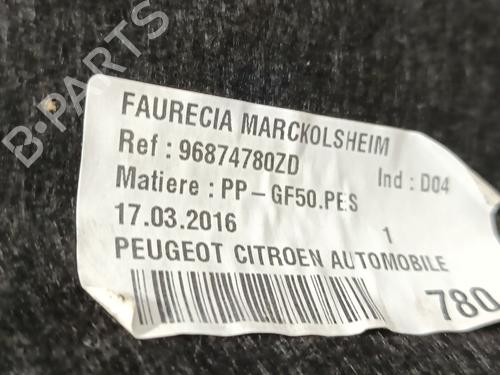 B-PARTS
FAURECIA MARCKOLSHEIM
Ref : 96874780ZD Ind : D04
Matiere : PP-GF50.PES
17.03.2016 1
PEUGEOT CITROEN AUTOMOBILE
780